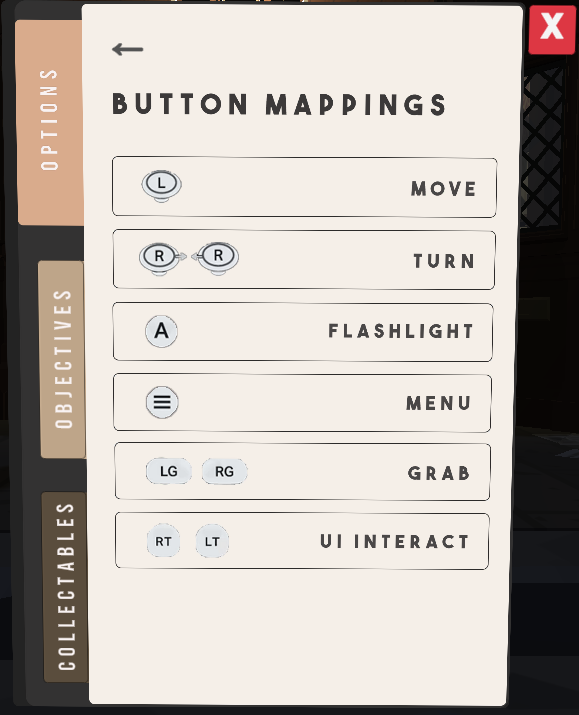 X
OPTIONS
OBJECTIVES
COLLECTABLES
BUTTON MAPPINGS
L MOVE
R R TURN
A FLASHLIGHT
MENU
LG RG GRAB
RT LT UI INTERACT